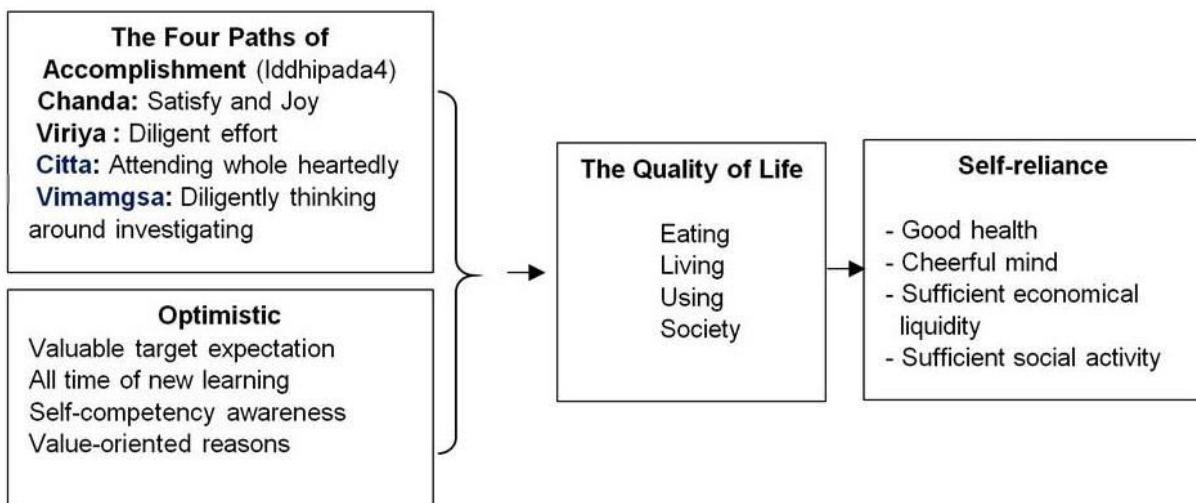 The Four Paths of
Accomplishment (Iddhipada4)
Chanda: Satisfy and Joy
Viriya : Diligent effort
Citta: Attending whole heartedly
Vimamgsa: Diligently thinking
around investigating
Optimistic
Valuable target expectation
All time of new learning
Self-competency awareness
Value-oriented reasons
The Quality of Life
Eating
Living
Using
Society
Self-reliance
- Good health
- Cheerful mind
- Sufficient economical
liquidity
- Sufficient social activity